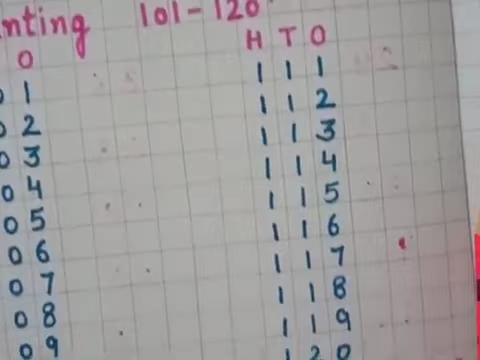 nting 101-120
O H T O
0 1 1 1 1
0 2 1 1 2
0 3 1 1 3
0 4 1 1 4
0 5 1 1 5
0 6 1 1 6
0 7 1 1 7
0 8 1 1 8
0 9 1 1 9
1 2 0